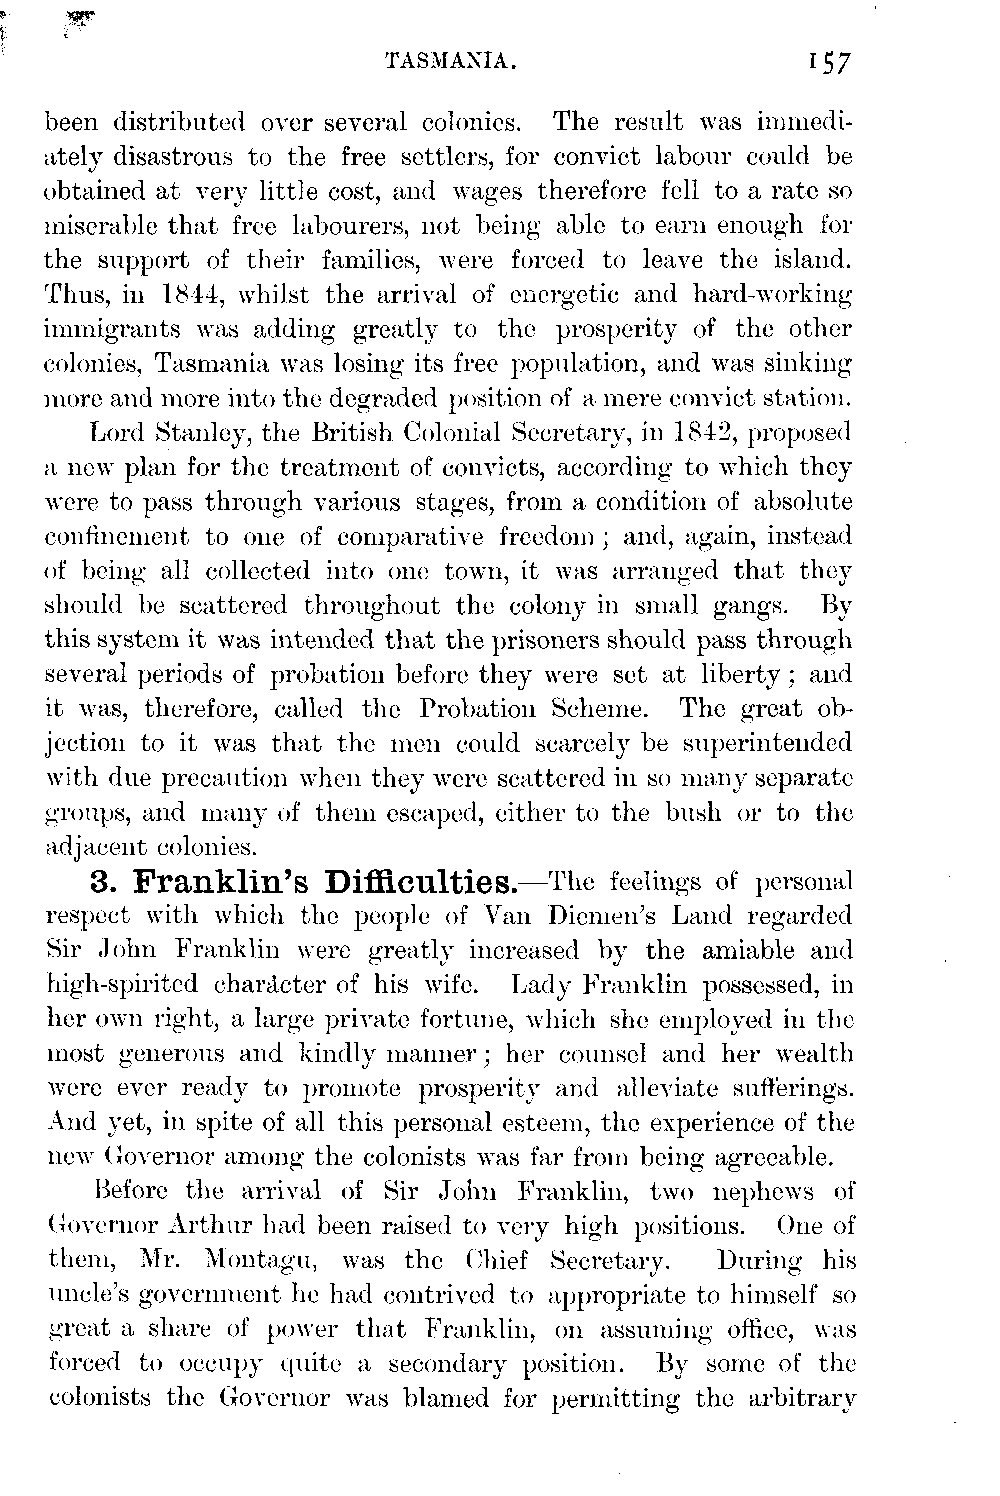 TASMANIA. 157
been distributed over several colonies. The result was immedi-
ately disastrous to the free settlers, for convict labour could be
obtained at very little cost, and wages therefore fell to a rate so
miserable that free labourers, not being able to earn enough for
the support of their families, were forced to leave the island.
Thus, in 1844, whilst the arrival of energetic and hard-working
immigrants was adding greatly to the prosperity of the other
colonies, Tasmania was losing its free population, and was sinking
more and more into the degraded position of a mere convict station.
Lord Stanley, the British Colonial Secretary, in 1842, proposed
a new plan for the treatment of convicts, according to which they
were to pass through various stages, from a condition of absolute
confinement to one of comparative freedom ; and, again, instead
of being all collected into one town, it was arranged that they
should be scattered throughout the colony in small gangs. By
this system it was intended that the prisoners should pass through
several periods of probation before they were set at liberty ; and
it was, therefore, called the Probation Scheme. The great ob-
jection to it was that the men could scarcely be superintended
with due precaution when they were scattered in so many separate
groups, and many of them escaped, either to the bush or to the
adjacent colonies.
3. Franklin's Difficulties.—The feelings of personal
respect with which the people of Van Diemen's Land regarded
Sir John Franklin were greatly increased by the amiable and
high-spirited character of his wife. Lady Franklin possessed, in
her own right, a large private fortune, which she employed in the
most generous and kindly manner ; her counsel and her wealth
were ever ready to promote prosperity and alleviate sufferings.
And yet, in spite of all this personal esteem, the experience of the
new Governor among the colonists was far from being agreeable.
Before the arrival of Sir John Franklin, two nephews of
Governor Arthur had been raised to very high positions. One of
them, Mr. Montagu, was the Chief Secretary. During his
uncle's government he had contrived to appropriate to himself so
great a share of power that Franklin, on assuming office, was
forced to occupy quite a secondary position. By some of the
colonists the Governor was blamed for permitting the arbitrary